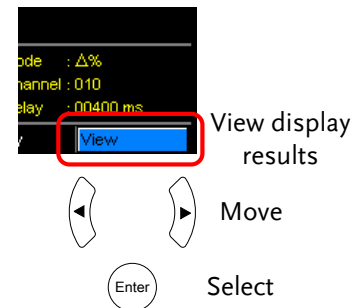 ode : Δ%
hannel : 010
elay : 00400 ms
y View
View display
results
Move
Enter Select